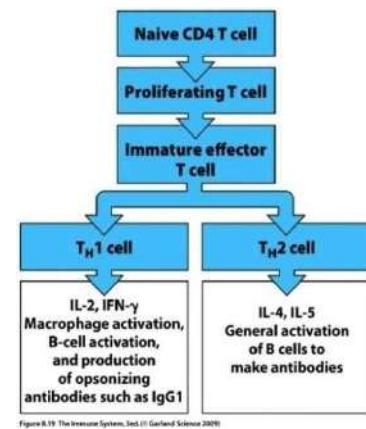 Naive CD4 T cell
Proliferating T cell
Immature effector
T cell
TH1 cell
TH2 cell
IL-2, IFN-γ
Macrophage activation,
B-cell activation,
and production
of opsonizing
antibodies such as IgG1
IL-4, IL-5
General activation
of B cells to
make antibodies
Figure 8.19 The Immune System, 3ed. (© Garland Science 2009)